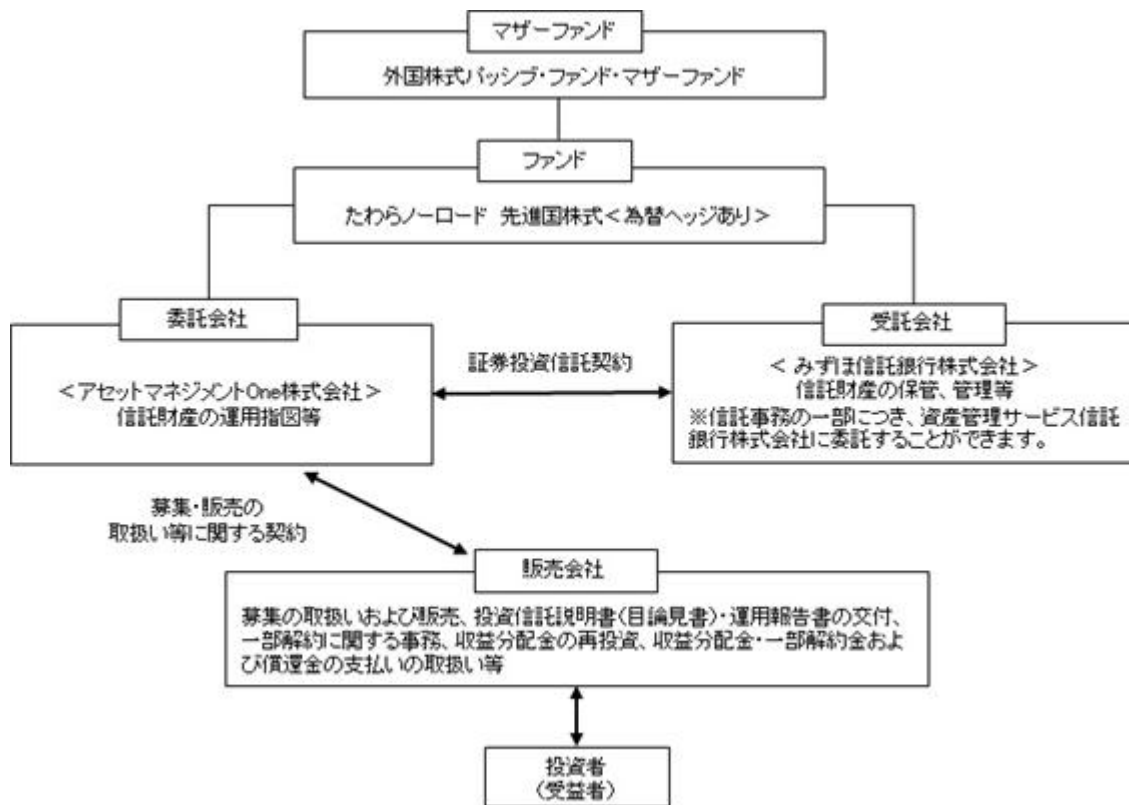 マザーファンド
外国株式パッシブ・ファンド・マザーファンド
ファンド
たわらノーロード 先進国株式＜為替ヘッジあり＞
委託会社
＜アセットマネジメントOne株式会社＞
信託財産の運用指図等
証券投資信託契約
受託会社
＜みずほ信託銀行株式会社＞
信託財産の保管、管理等
※信託事務の一部につき、資産管理サービス信託
銀行株式会社に委託することができます。
募集・販売の
取扱い等に関する契約
販売会社
募集の取扱いおよび販売、投資信託説明書（目論見書）・運用報告書の交付、
一部解約に関する事務、収益分配金の再投資、収益分配金・一部解約金およ
び償還金の支払いの取扱い等
投資者
（受益者）